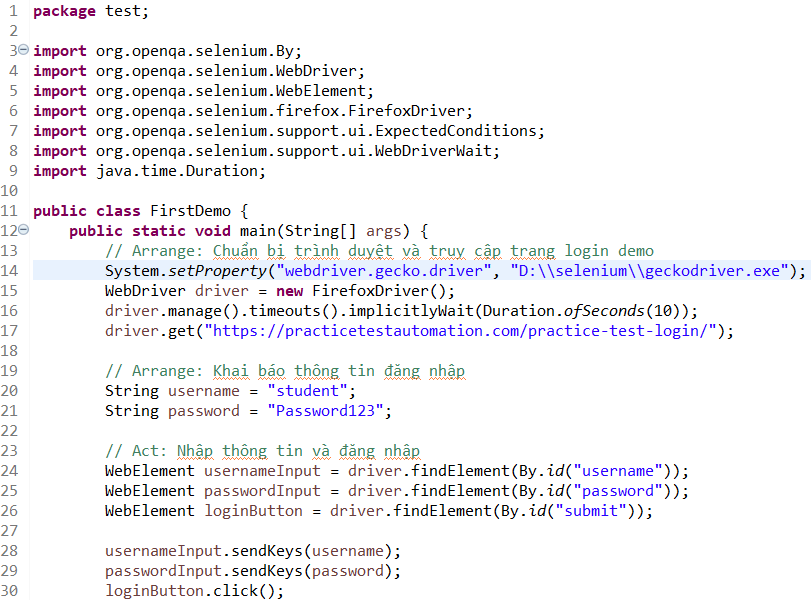 1 package test;
2
3 import org.openqa.selenium.By;
4 import org.openqa.selenium.WebDriver;
5 import org.openqa.selenium.WebElement;
6 import org.openqa.selenium.firefox.FirefoxDriver;
7 import org.openqa.selenium.support.ui.ExpectedConditions;
8 import org.openqa.selenium.support.ui.WebDriverWait;
9 import java.time.Duration;
10
11 public class FirstDemo {
12     public static void main(String[] args) {
13         // Arrange: Chuẩn bị trình duyệt và truy cập trang login demo
14         System.setProperty("webdriver.gecko.driver", "D:\\selenium\\geckodriver.exe");
15         WebDriver driver = new FirefoxDriver();
16         driver.manage().timeouts().implicitlyWait(Duration.ofSeconds(10));
17         driver.get("https://practicetestautomation.com/practice-test-login/");
18
19         // Arrange: Khai báo thông tin đăng nhập
20         String username = "student";
21         String password = "Password123";
22
23         // Act: Nhập thông tin và đăng nhập
24         WebElement usernameInput = driver.findElement(By.id("username"));
25         WebElement passwordInput = driver.findElement(By.id("password"));
26         WebElement loginButton = driver.findElement(By.id("submit"));
27
28         usernameInput.sendKeys(username);
29         passwordInput.sendKeys(password);
30         loginButton.click();